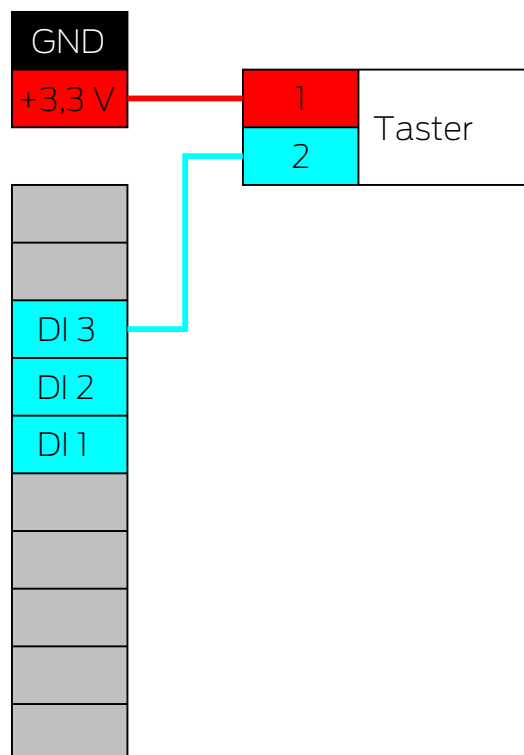 GND
+3,3 V
1
2
Taster
DI 3
DI 2
DI 1